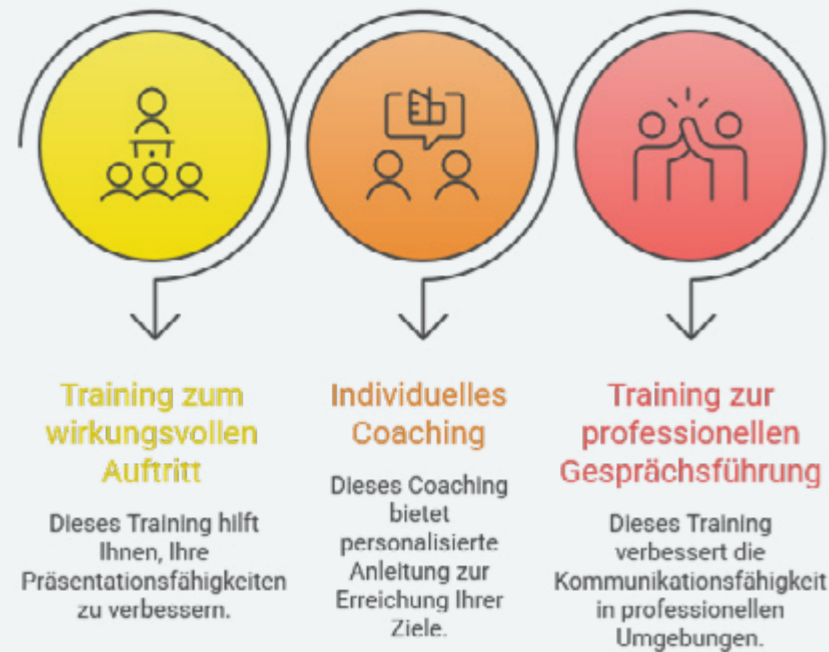 Training zum
wirkungsvollen
Auftritt
Dieses Training hilft
Ihnen, Ihre
Präsentationsfähigkeiten
zu verbessern.
Individuelles
Coaching
Dieses Coaching
bietet
personalisierte
Anleitung zur
Erreichung Ihrer
Ziele.
Training zur
professionellen
Gesprächsführung
Dieses Training
verbessert die
Kommunikationsfähigkeit
in professionellen
Umgebungen.